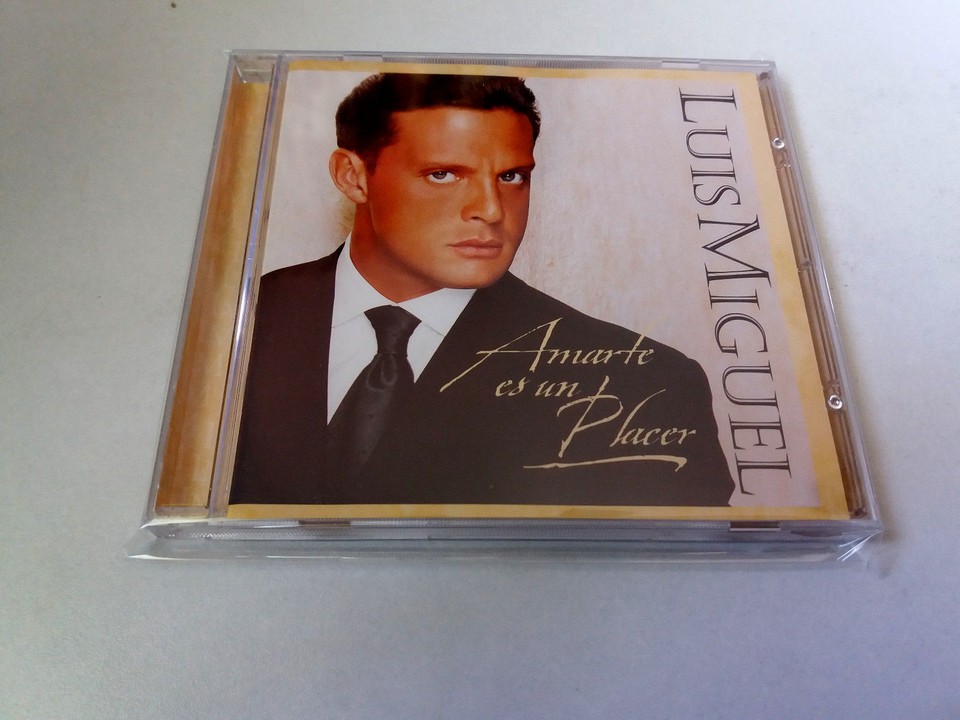 LUIS MIGUEL
Amarte
es un
Placer